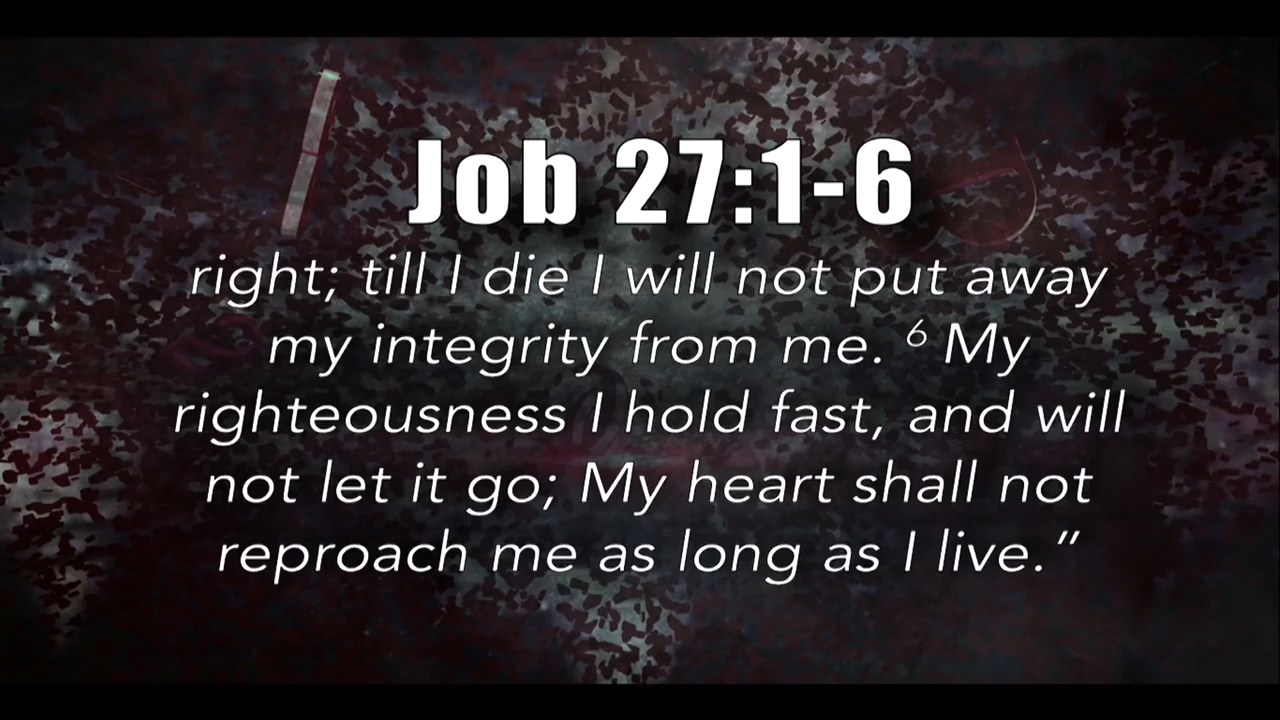 Job 27:1-6
right; till I die I will not put away
my integrity from me. ⁶ My
righteousness I hold fast, and will
not let it go; My heart shall not
reproach me as long as I live.”